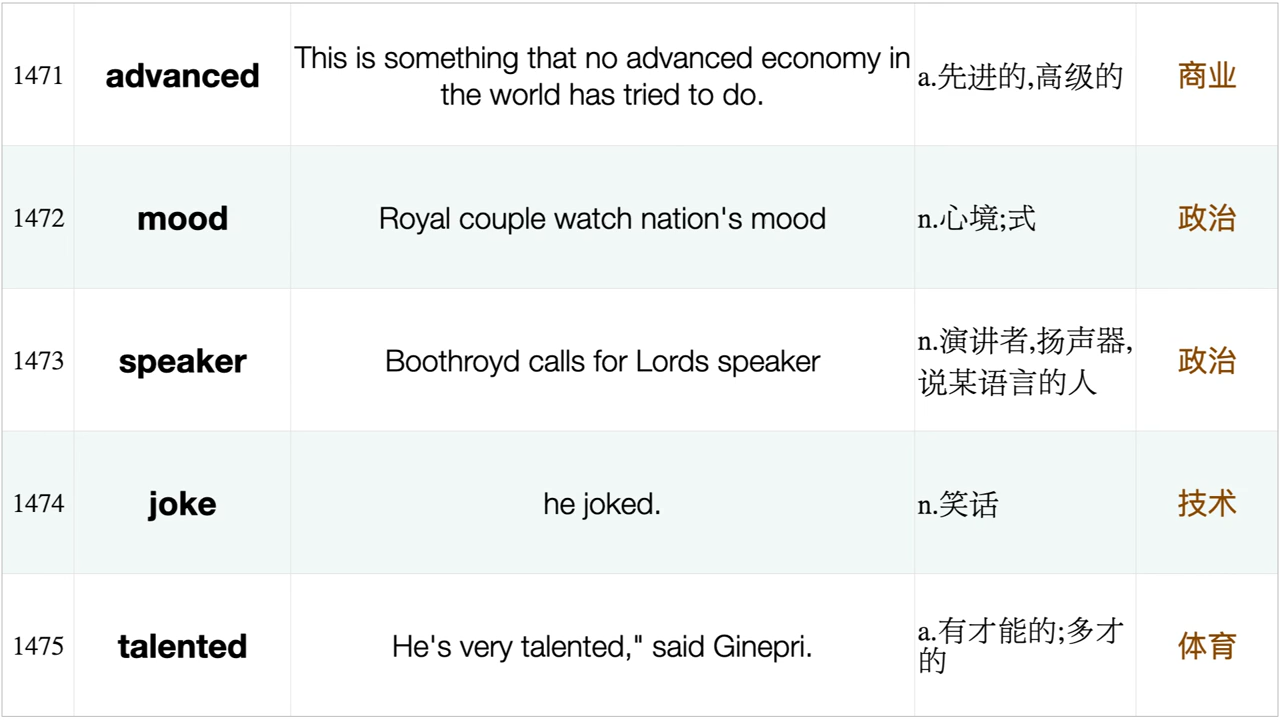 1471 advanced This is something that no advanced economy in the world has tried to do. a.先进的,高级的 商业
1472 mood Royal couple watch nation's mood n.心境;式 政治
1473 speaker Boothroyd calls for Lords speaker n.演讲者,扬声器,说某语言的人 政治
1474 joke he joked. n.笑话 技术
1475 talented He's very talented," said Ginepri. a.有才能的;多才的 体育